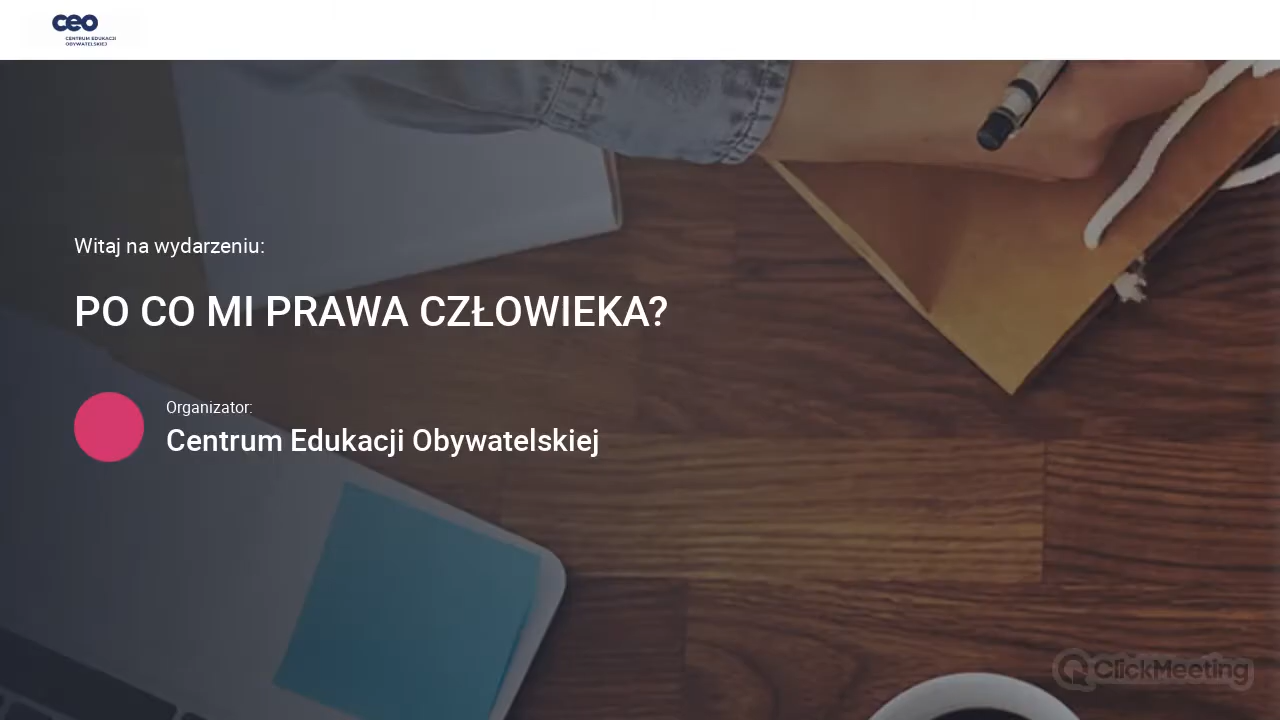 ceo
CENTRUM EDUKACJI
OBYWATELSKIEJ
Witaj na wydarzeniu:
PO CO MI PRAWA CZŁOWIEKA?
Organizator:
Centrum Edukacji Obywatelskiej
ClickMeeting